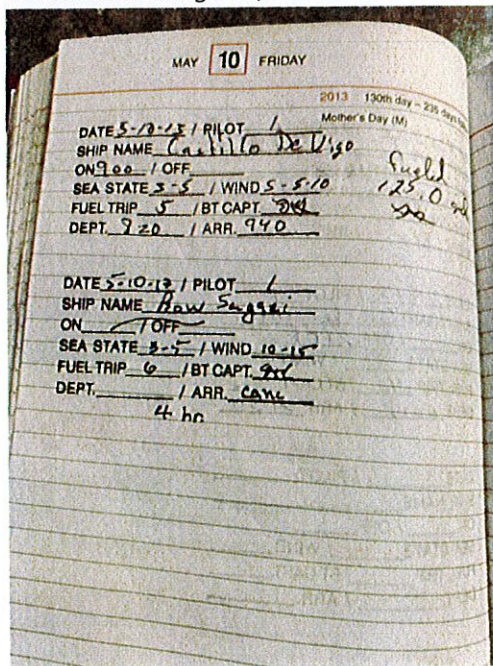 MAY 10 FRIDAY
2013 130th day – 235 days
Mother's Day (M)
DATE 5-10-13 / PILOT 1
SHIP NAME Castillo De Vigo
ON 900 / OFF
SEA STATE 3-5 / WIND S-5-10
FUEL TRIP 5 / BT CAPT.
DEPT. 920 / ARR. 940
Fueled
125.0
DATE 5-10-13 / PILOT 1
SHIP NAME Bow
ON / OFF
SEA STATE 3-5 / WIND 10-15
FUEL TRIP 6 / BT CAPT.
DEPT. / ARR. Canc
4 hr